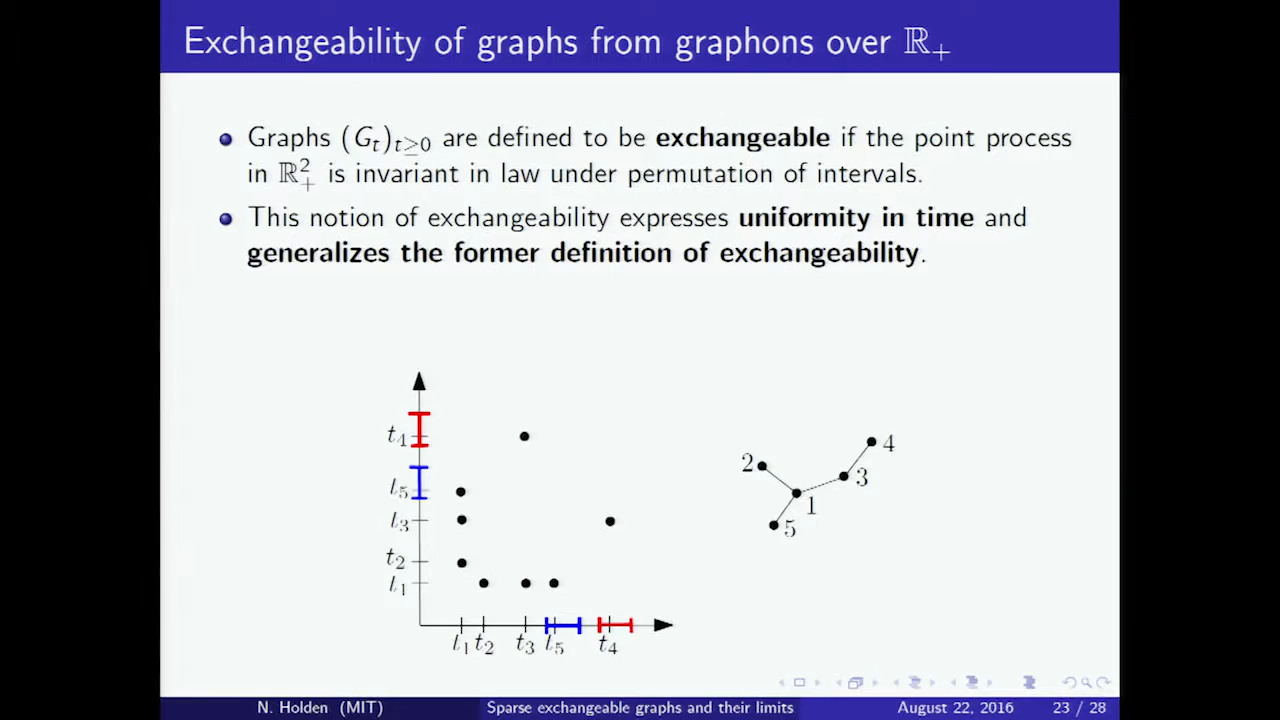 Exchangeability of graphs from graphons over ℝ₊
Graphs (G_t)_{t≥0} are defined to be exchangeable if the point process
in ℝ²₊ is invariant in law under permutation of intervals.
This notion of exchangeability expresses uniformity in time and
generalizes the former definition of exchangeability.
t₄
t₅
t₃
t₂
t₁
t₁ t₂ t₃ t₅ t₄
4
2
3
1
5
N. Holden (MIT) Sparse exchangeable graphs and their limits August 22, 2016 23 / 28